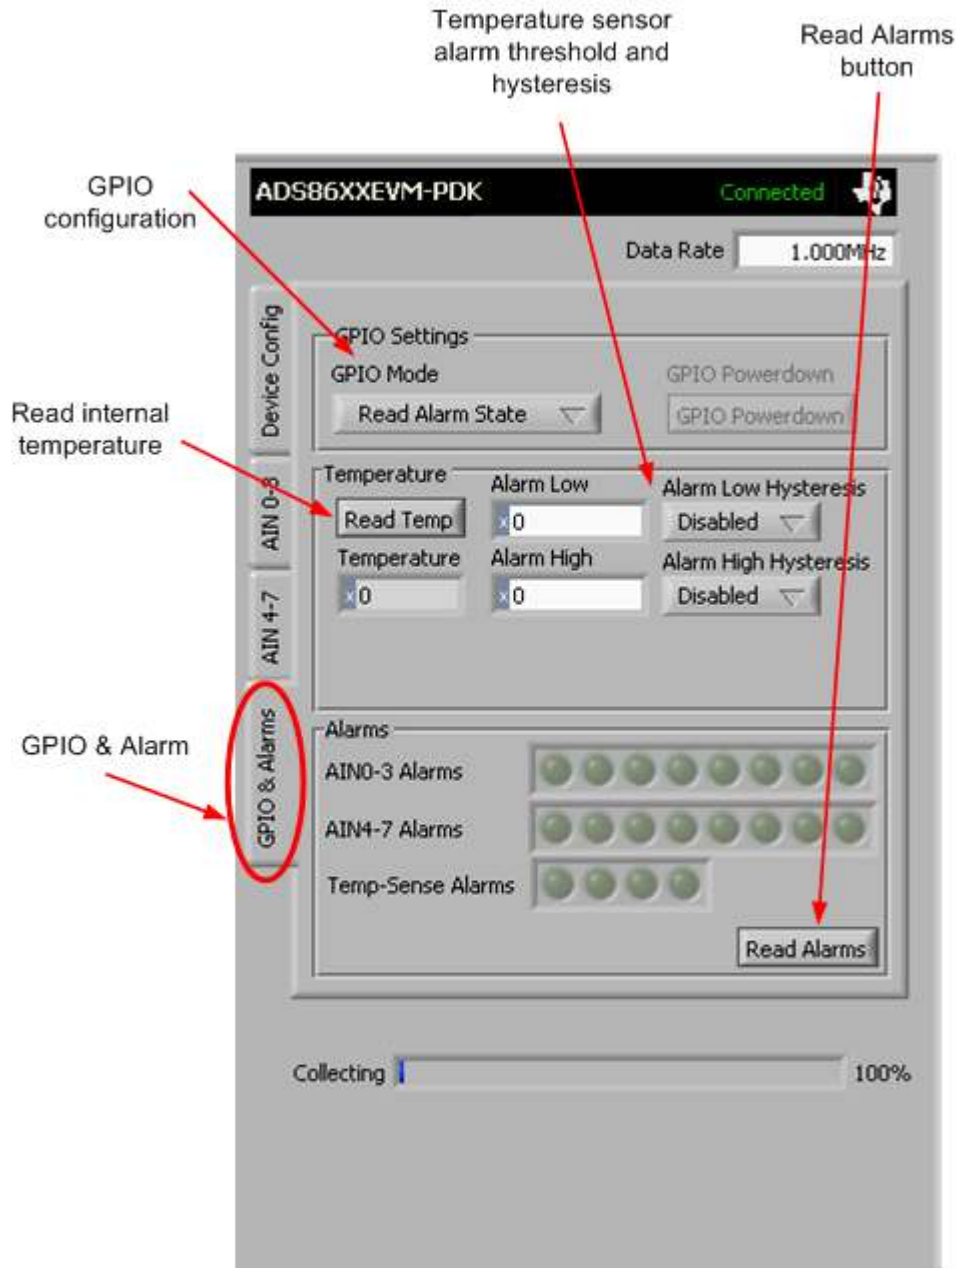 Temperature sensor
alarm threshold and
hysteresis
Read Alarms
button
GPIO
configuration
ADS86XXEVM-PDK
Connected
Data Rate
1.000MHz
Device Config
AIN 0-3
AIN 4-7
GPIO & Alarms
GPIO Settings
GPIO Mode
GPIO Powerdown
Read Alarm State
GPIO Powerdown
Read internal
temperature
Temperature
Alarm Low
Alarm Low Hysteresis
Read Temp
x 0
Disabled
Temperature
Alarm High
Alarm High Hysteresis
x 0
x 0
Disabled
GPIO & Alarm
Alarms
AIN0-3 Alarms
AIN4-7 Alarms
Temp-Sense Alarms
Read Alarms
Collecting
100%